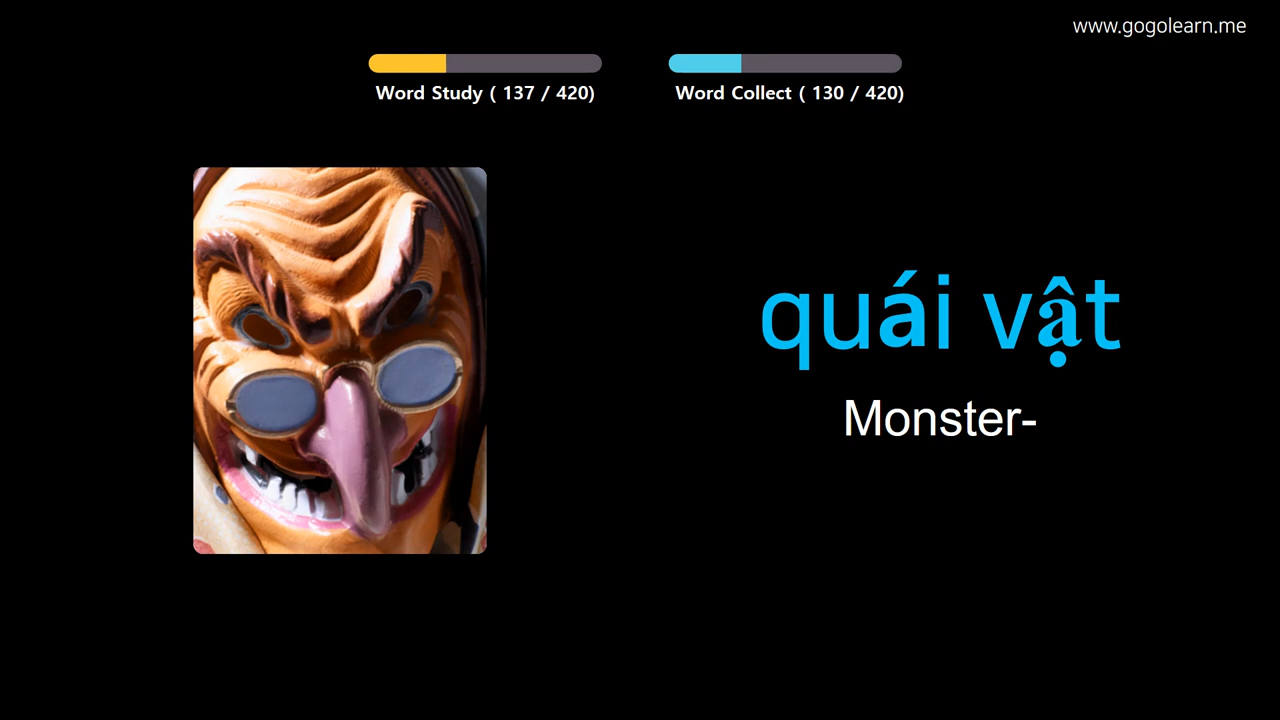 www.gogolearn.me
Word Study ( 137 / 420)
Word Collect ( 130 / 420)
quái vật
Monster-